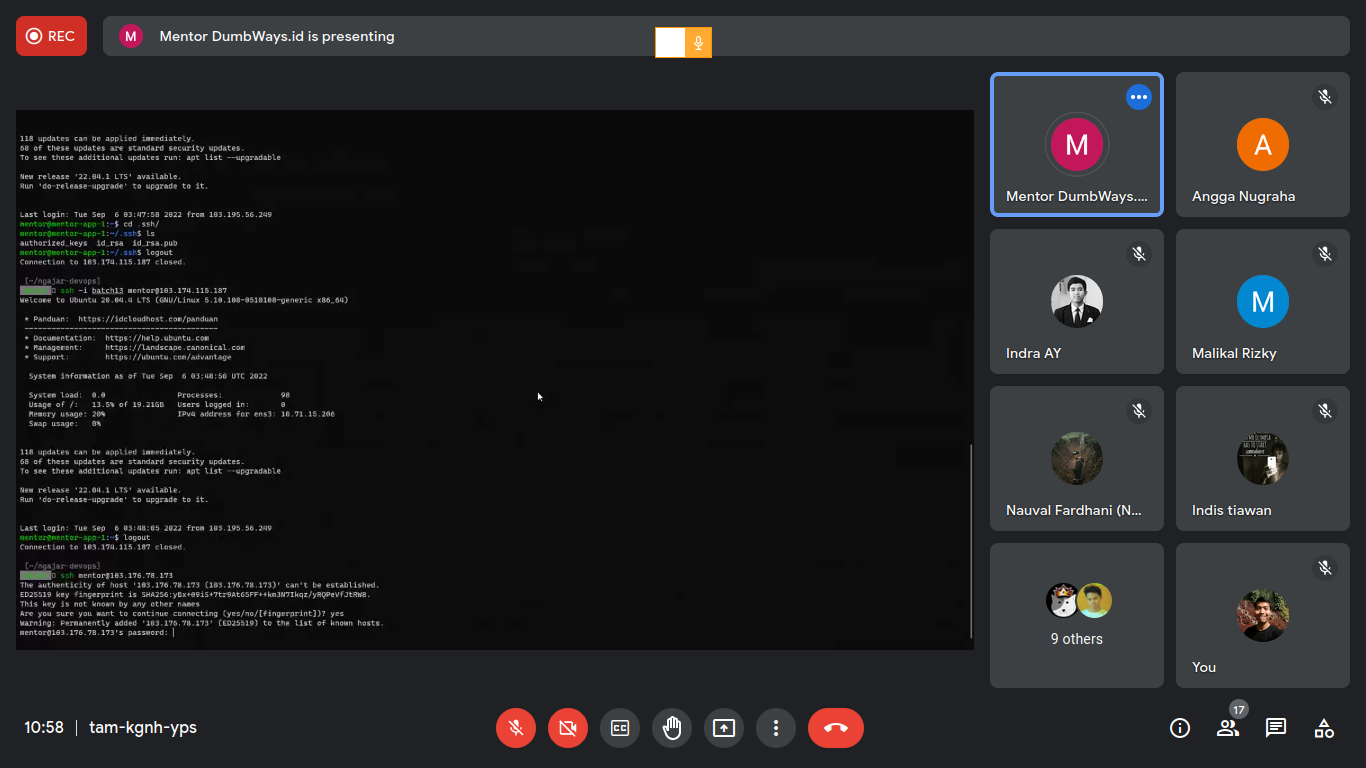 REC
M
Mentor DumbWays.id is presenting
118 updates can be applied immediately.
68 of these updates are standard security updates.
To see these additional updates run: apt list --upgradable
New release '22.04.1 LTS' available.
Run 'do-release-upgrade' to upgrade to it.
Last login: Tue Sep  6 03:47:58 2022 from 103.195.56.249
mentor@mentor-app-1:~$ cd .ssh/
mentor@mentor-app-1:~/.ssh$ ls
authorized_keys  id_rsa  id_rsa.pub
mentor@mentor-app-1:~/.ssh$ logout
Connection to 103.174.115.187 closed.
[~/ngajar-devops]
ssh -i batch13 mentor@103.174.115.187
Welcome to Ubuntu 20.04.4 LTS (GNU/Linux 5.10.108-0510108-generic x86_64)
* Panduan:  https://idcloudhost.com/panduan
--------------------------------------------
* Documentation:  https://help.ubuntu.com
* Management:     https://landscape.canonical.com
* Support:        https://ubuntu.com/advantage
System information as of Tue Sep  6 03:48:56 UTC 2022
System load:  0.0                Processes:              98
Usage of /:   13.5% of 19.21GB   Users logged in:        0
Memory usage: 20%                IPv4 address for ens3: 10.71.15.206
Swap usage:   0%
118 updates can be applied immediately.
68 of these updates are standard security updates.
To see these additional updates run: apt list --upgradable
New release '22.04.1 LTS' available.
Run 'do-release-upgrade' to upgrade to it.
Last login: Tue Sep  6 03:48:05 2022 from 103.195.56.249
mentor@mentor-app-1:~$ logout
Connection to 103.174.115.187 closed.
[~/ngajar-devops]
ssh mentor@103.176.78.173
The authenticity of host '103.176.78.173 (103.176.78.173)' can't be established.
ED25519 key fingerprint is
This key is not known by any other names
Are you sure you want to continue connecting (yes/no/[fingerprint])? yes
Warning: Permanently added '103.176.78.173' (ED25519) to the list of known hosts.
mentor@103.176.78.173's password:
M
Mentor DumbWays....
A
Angga Nugraha
Indra AY
M
Malikal Rizky
Nauval Fardhani (N...
Indis tiawan
9 others
You
10:58 | tam-kgnh-yps
CC
17